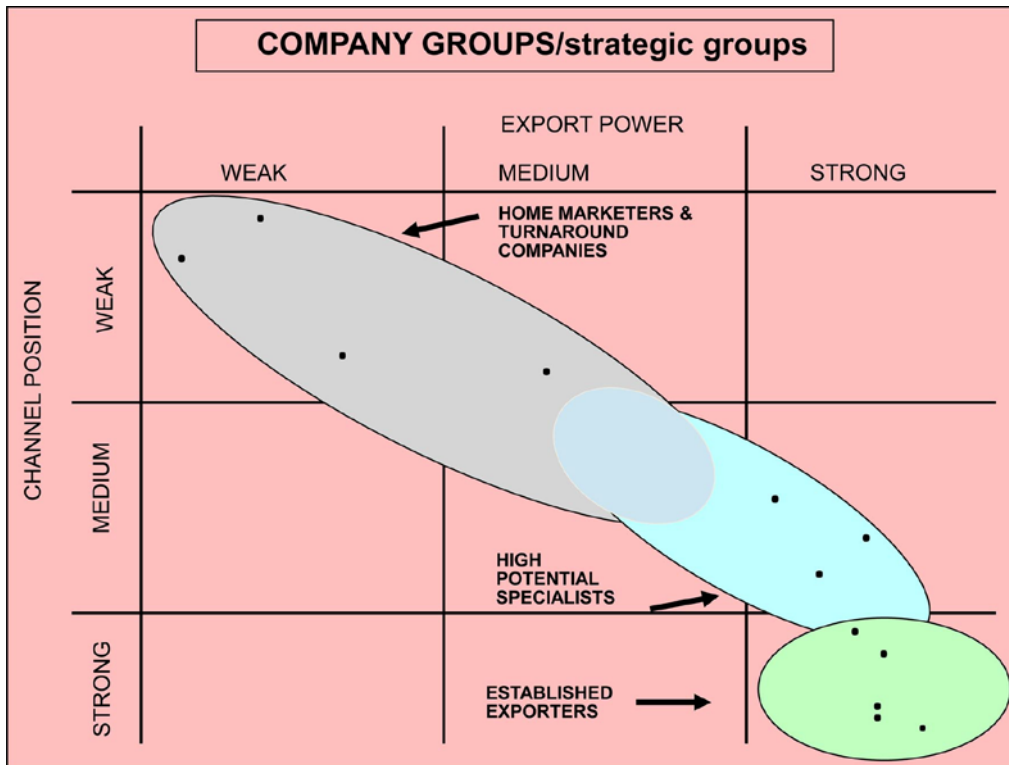 COMPANY GROUPS/strategic groups
EXPORT POWER
WEAK
MEDIUM
STRONG
HOME MARKETERS &
TURNAROUND
COMPANIES
CHANNEL POSITION
WEAK
MEDIUM
STRONG
HIGH
POTENTIAL
SPECIALISTS
ESTABLISHED
EXPORTERS